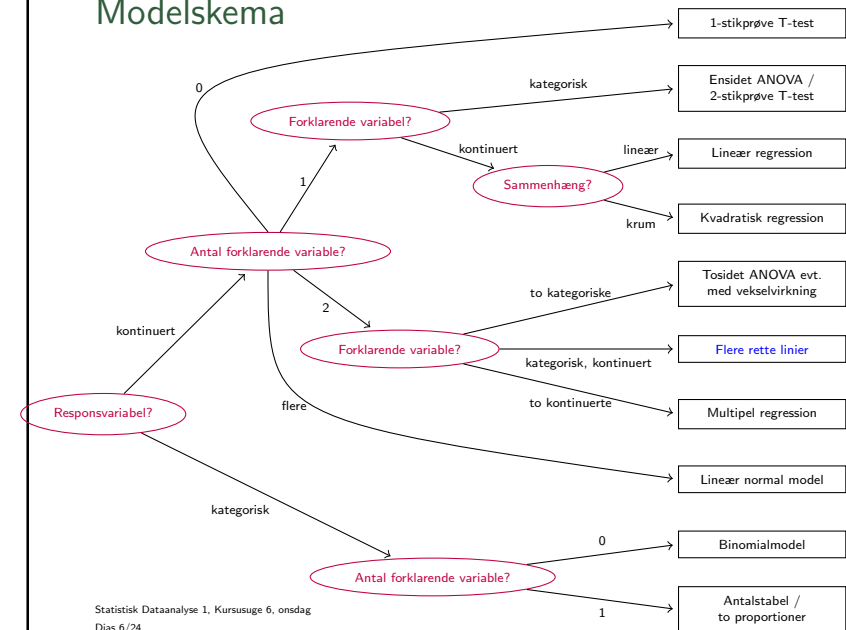 Modelskema
1-stikprøve T-test
0
kategorisk
Ensidet ANOVA /
2-stikprøve T-test
Forklarende variabel?
kontinuert
lineær
Lineær regression
1
Sammenhæng?
krum
Kvadratisk regression
Antal forklarende variable?
Tosidet ANOVA evt.
med vekselvirkning
to kategoriske
2
kontinuert
Forklarende variable?
Flere rette linier
kategorisk, kontinuert
to kontinuerte
flere
Responsvariabel?
Multipel regression
Lineær normal model
kategorisk
0
Binomialmodel
Antal forklarende variable?
1
Antalstabel /
to proportioner
Statistisk Dataanalyse 1, Kursusuge 6, onsdag
Dias 6/24